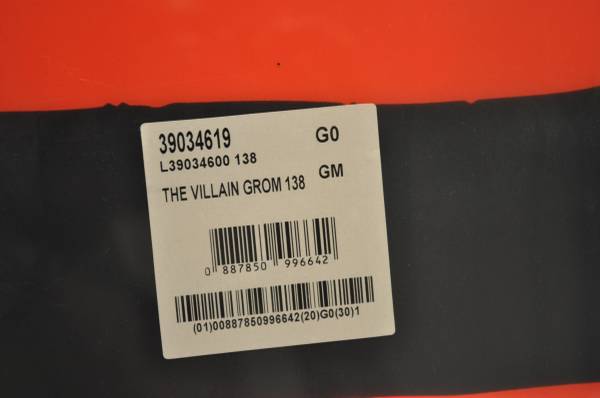 39034619 G0
L39034600 138
THE VILLAIN GROM 138 GM
0 887850 996642
(01)00887850996642(20)G0(30)1